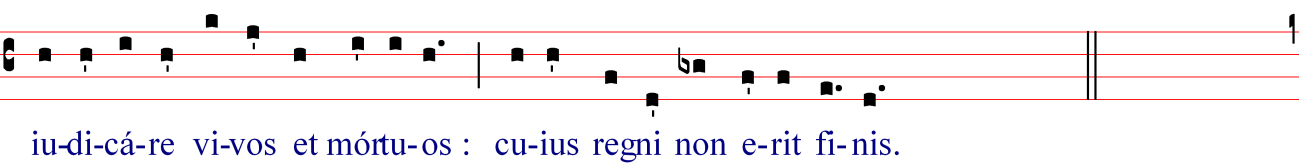 iu-di-cá-re vi-vos et mórtu-os : cu-ius regni non e-rit fi-nis.